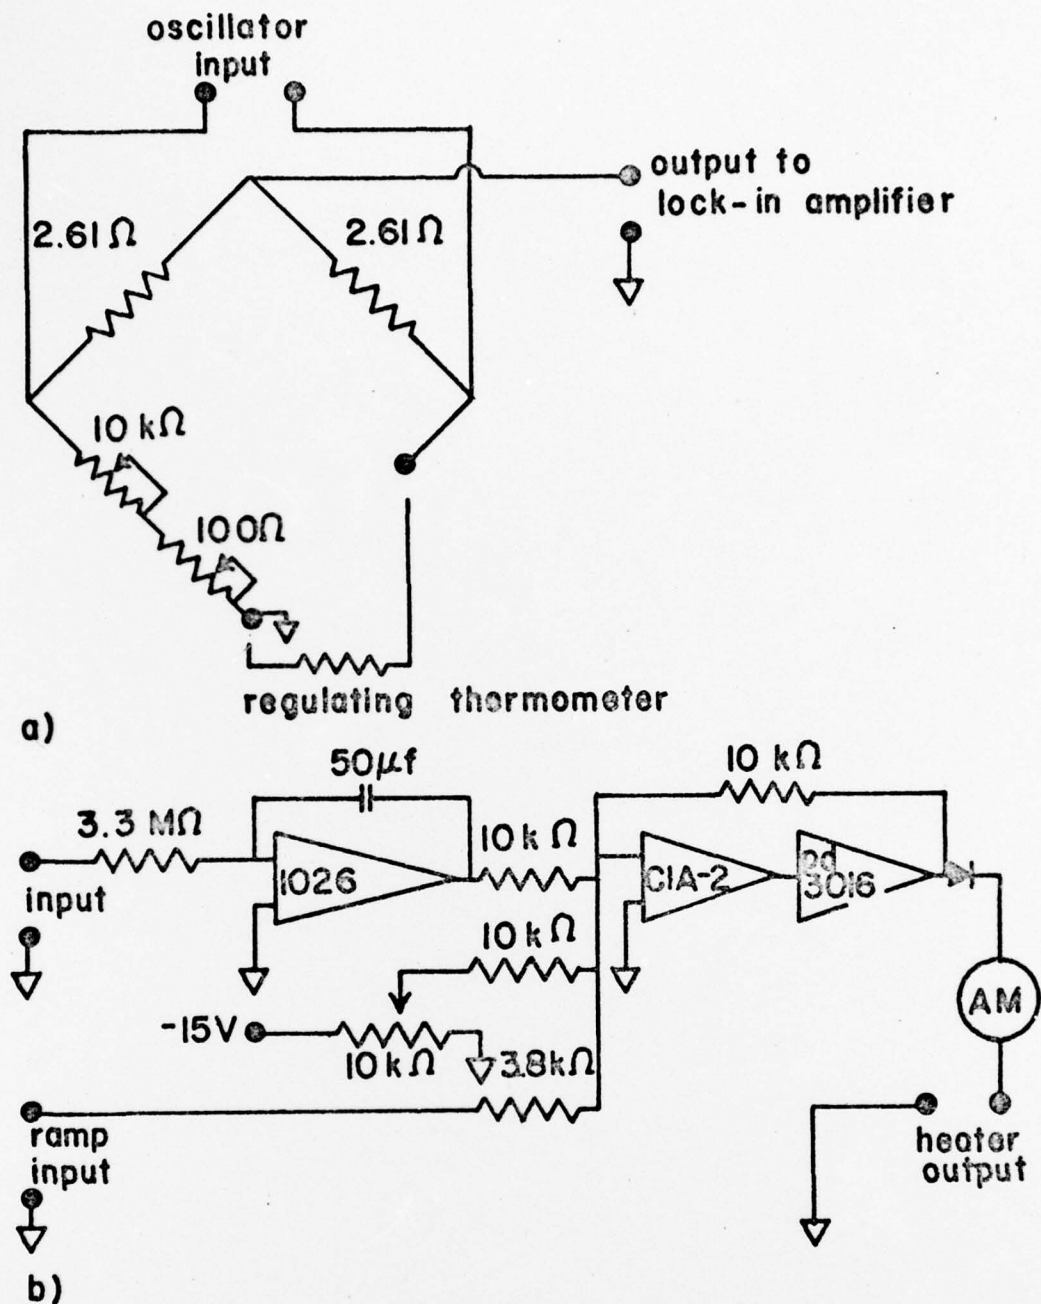 oscillator
input
output to
lock-in amplifier
2.61Ω
2.61Ω
10 kΩ
100Ω
regulating thermometer
a)
50μf
10 kΩ
3.3 MΩ
10 k Ω
1026
CIA-2
3016
input
10 kΩ
-15V
10kΩ
3.8kΩ
AM
ramp
input
heater
output
b)